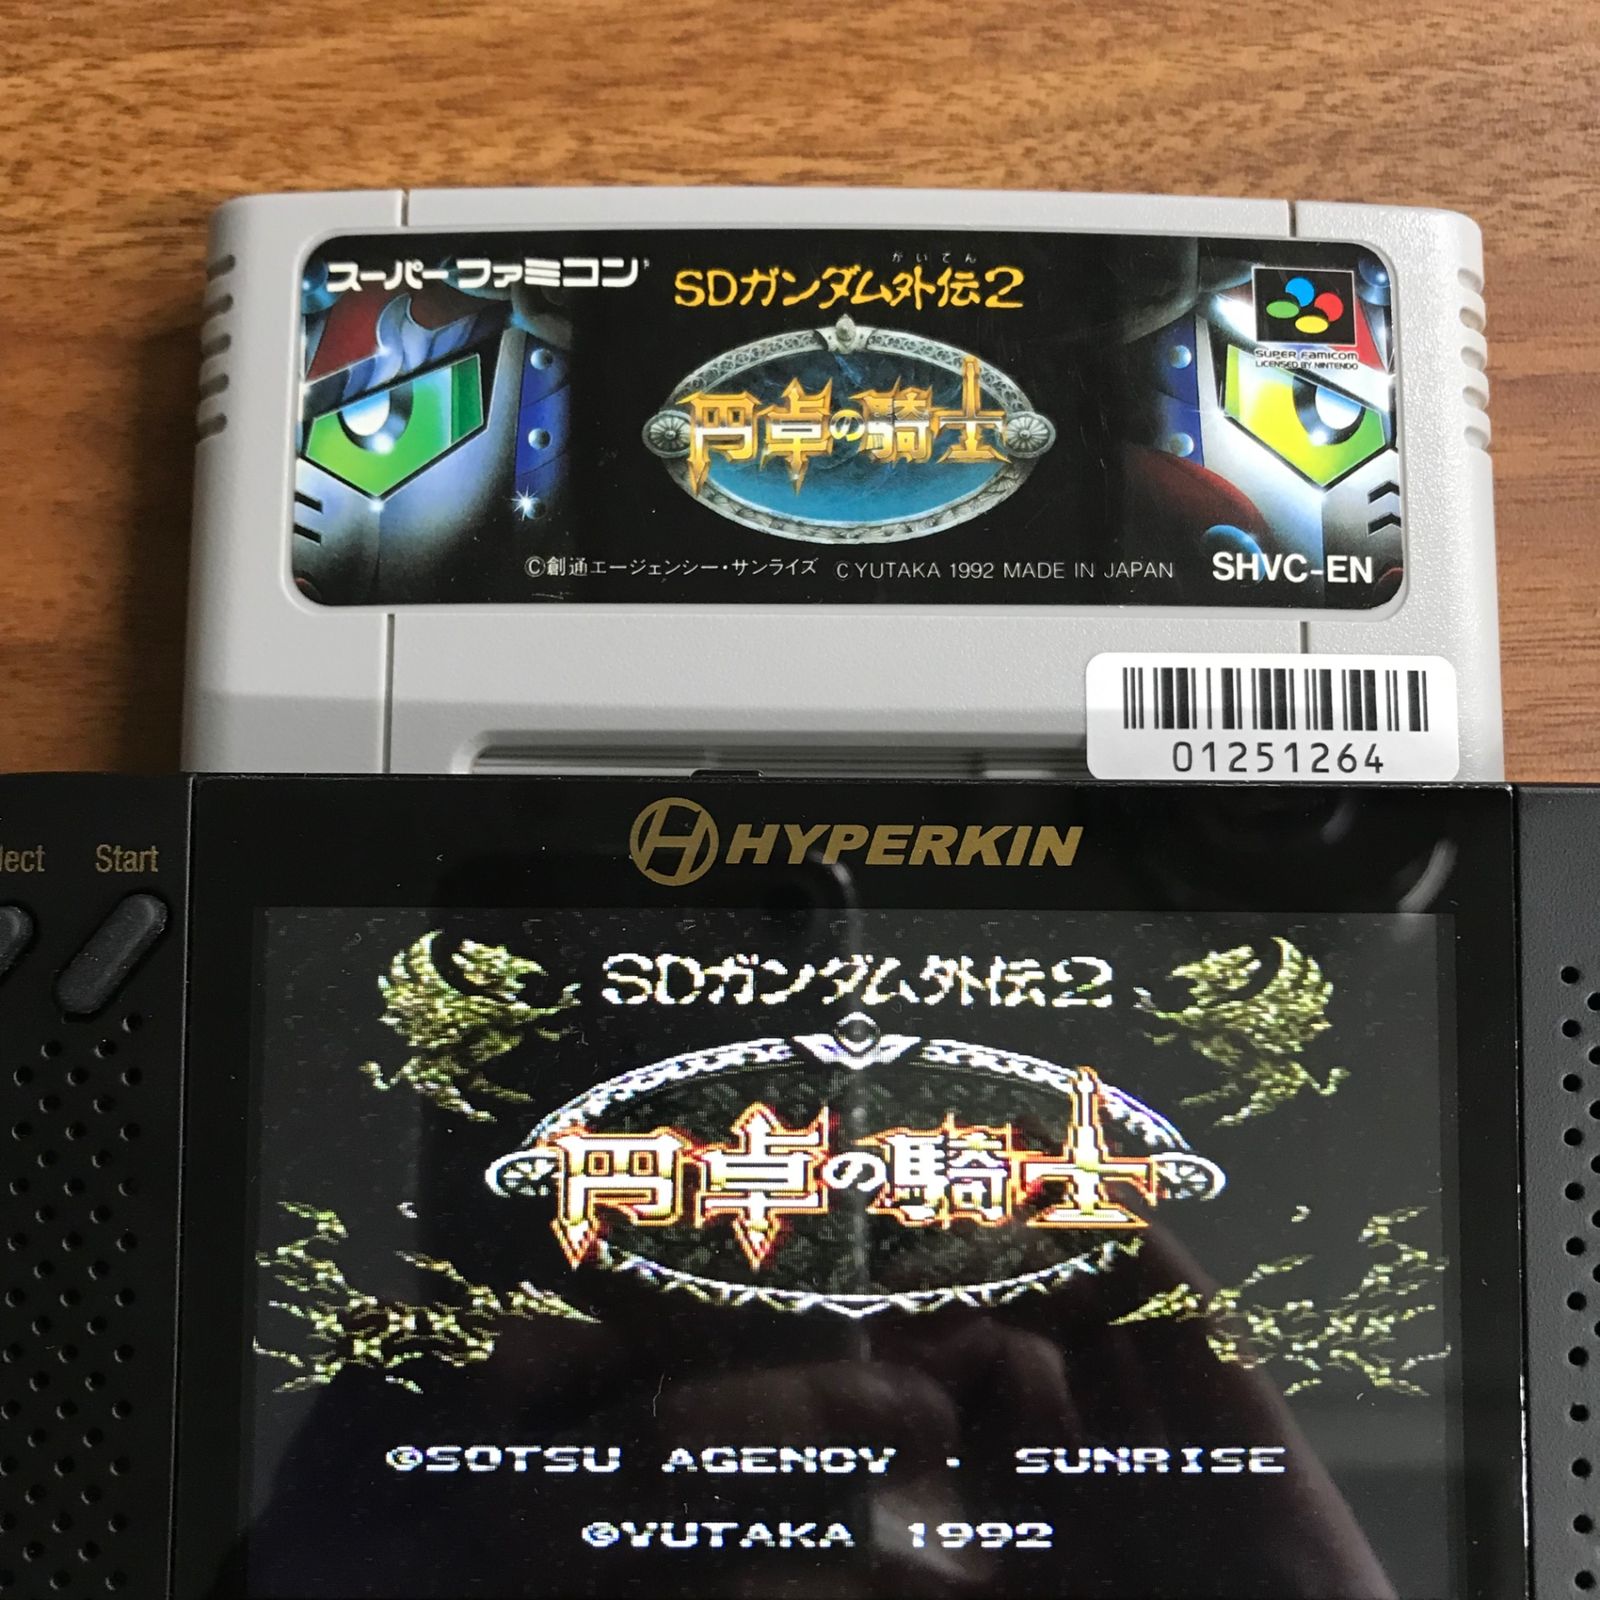 スーパーファミコン
がいでん
SDガンダム外伝2
円卓の騎士
SUPER FAMICOM
LICENSED BY NINTENDO
©創通エージェンシー・サンライズ ©YUTAKA 1992 MADE IN JAPAN
SHVC-EN
01251264
HYPERKIN
lect
Start
SDガンダム外伝2
円卓の騎士
©SOTSU AGENCY · SUNRISE
©YUTAKA 1992